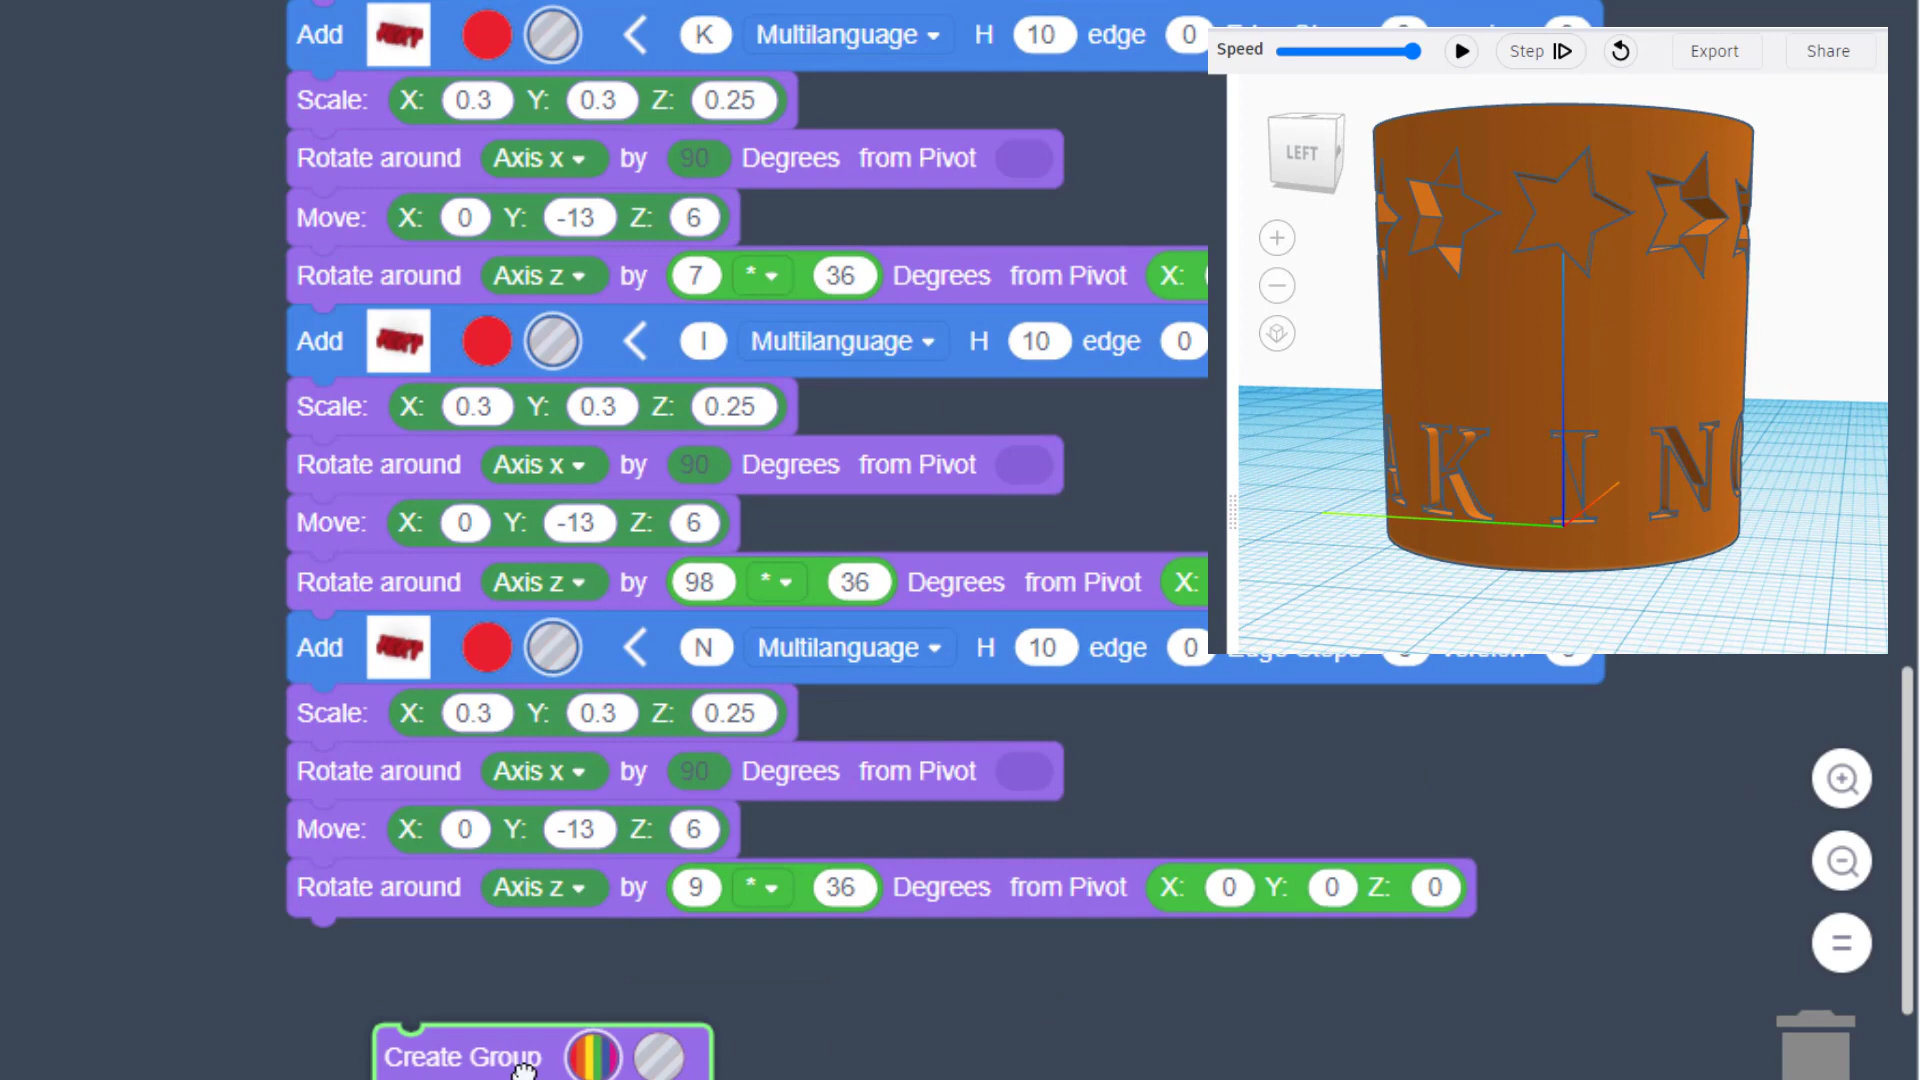 Add K Multilanguage H 10 edge 0
Scale: X: 0.3 Y: 0.3 Z: 0.25
Rotate around Axis x by 90 Degrees from Pivot
Move: X: 0 Y: -13 Z: 6
Rotate around Axis z by 7 * 36 Degrees from Pivot X:
Add I Multilanguage H 10 edge 0
Scale: X: 0.3 Y: 0.3 Z: 0.25
Rotate around Axis x by 90 Degrees from Pivot
Move: X: 0 Y: -13 Z: 6
Rotate around Axis z by 98 * 36 Degrees from Pivot X:
Add N Multilanguage H 10 edge 0
Scale: X: 0.3 Y: 0.3 Z: 0.25
Rotate around Axis x by 90 Degrees from Pivot
Move: X: 0 Y: -13 Z: 6
Rotate around Axis z by 9 * 36 Degrees from Pivot X: 0 Y: 0 Z: 0
Create Group
Speed Step Export Share
LEFT
AK I N